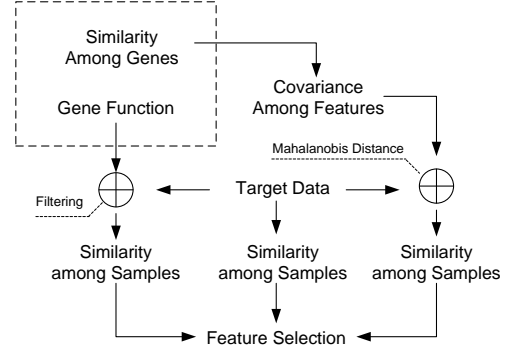 Similarity
Among Genes
Gene Function
Covariance
Among Features
Mahalanobis Distance
Filtering
Target Data
Similarity
among Samples
Similarity
among Samples
Similarity
among Samples
Feature Selection